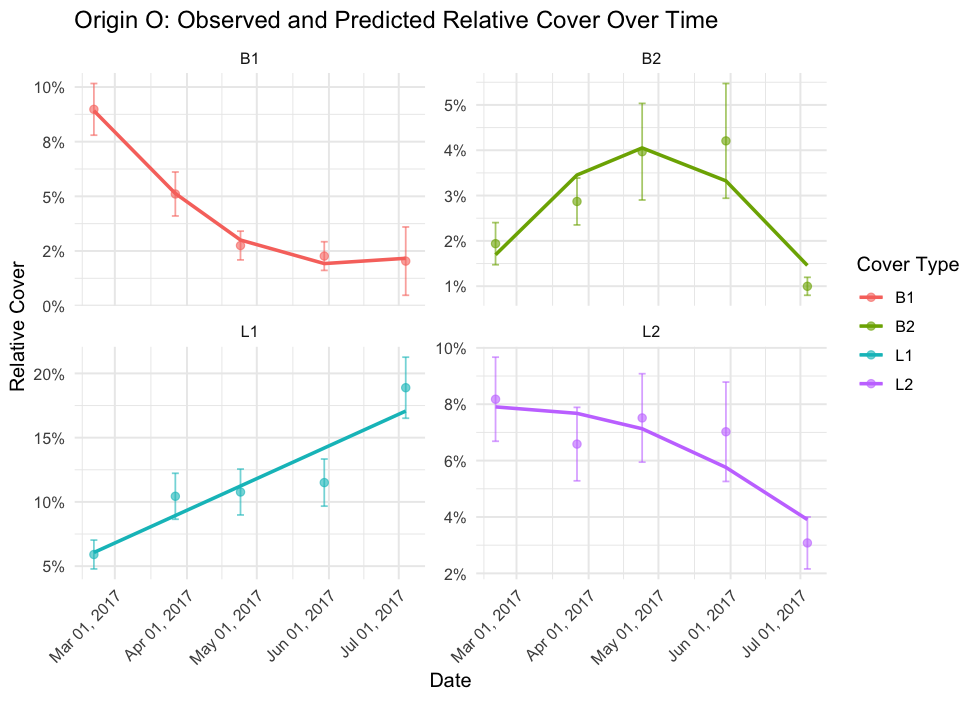 Origin O: Observed and Predicted Relative Cover Over Time
B1
B2
10%
8%
5%
2%
0%
5%
4%
3%
2%
1%
L1
L2
20%
15%
10%
5%
10%
8%
6%
4%
2%
Mar 01, 2017
Apr 01, 2017
May 01, 2017
Jun 01, 2017
Jul 01, 2017
Mar 01, 2017
Apr 01, 2017
May 01, 2017
Jun 01, 2017
Jul 01, 2017
Relative Cover
Date
Cover Type
B1
B2
L1
L2